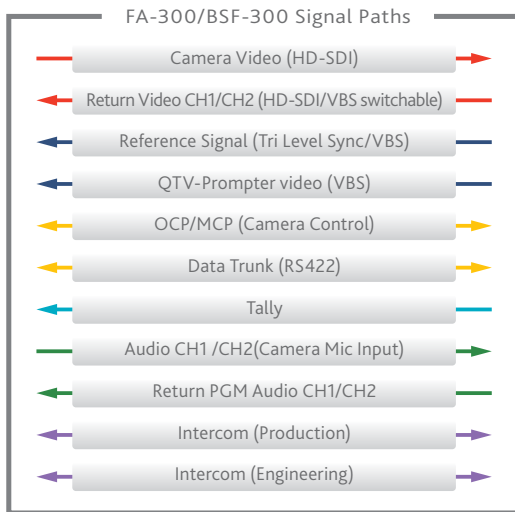 FA-300/BSF-300 Signal Paths
Camera Video (HD-SDI)
Return Video CH1/CH2 (HD-SDI/VBS switchable)
Reference Signal (Tri Level Sync/VBS)
QTV-Prompter video (VBS)
OCP/MCP (Camera Control)
Data Trunk (RS422)
Tally
Audio CH1 /CH2(Camera Mic Input)
Return PGM Audio CH1/CH2
Intercom (Production)
Intercom (Engineering)